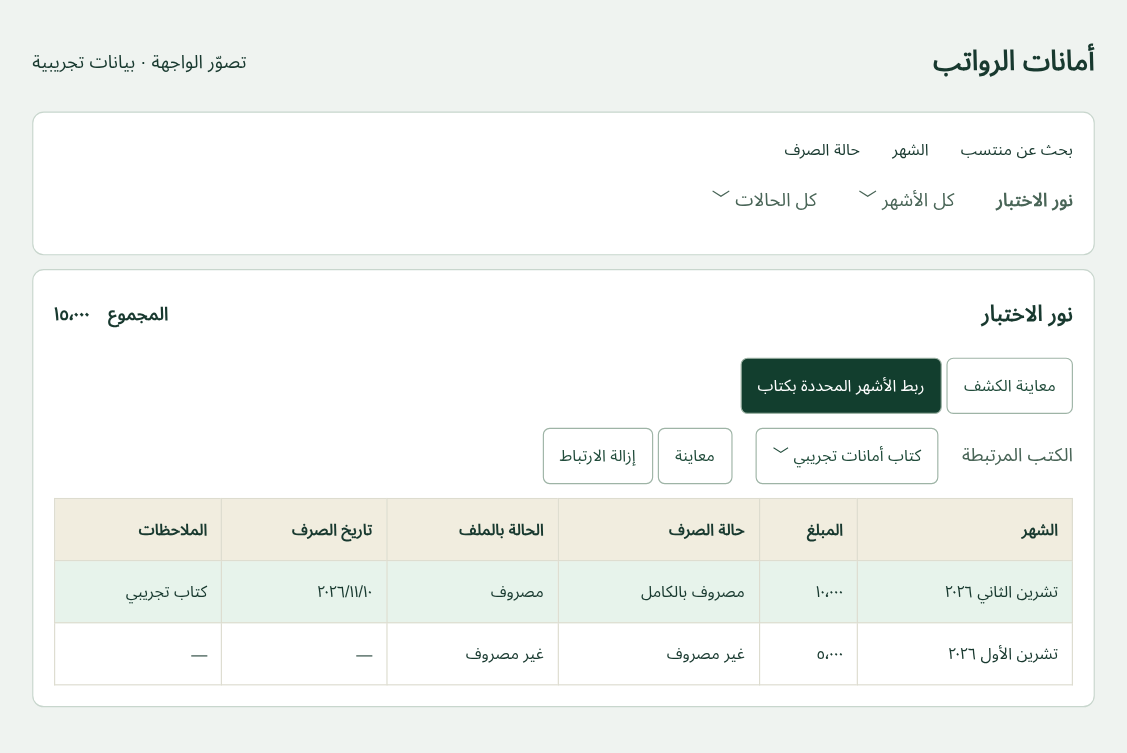 أمانات الرواتب
تصوّر الواجهة · بيانات تجريبية
بحث عن منتسب الشهر حالة الصرف
نور الاختبار كل الأشهر كل الحالات
نور الاختبار
المجموع ١٥،٠٠٠
معاينة الكشف ربط الأشهر المحددة بكتاب
الكتب المرتبطة كتاب أمانات تجريبي معاينة إزالة الارتباط
الشهر المبلغ حالة الصرف الحالة بالملف تاريخ الصرف الملاحظات
تشرين الثاني ٢٠٢٦ ١٠،٠٠٠ مصروف بالكامل مصروف ٢٠٢٦/١١/١٠ كتاب تجريبي
تشرين الأول ٢٠٢٦ ٥،٠٠٠ غير مصروف غير مصروف — —